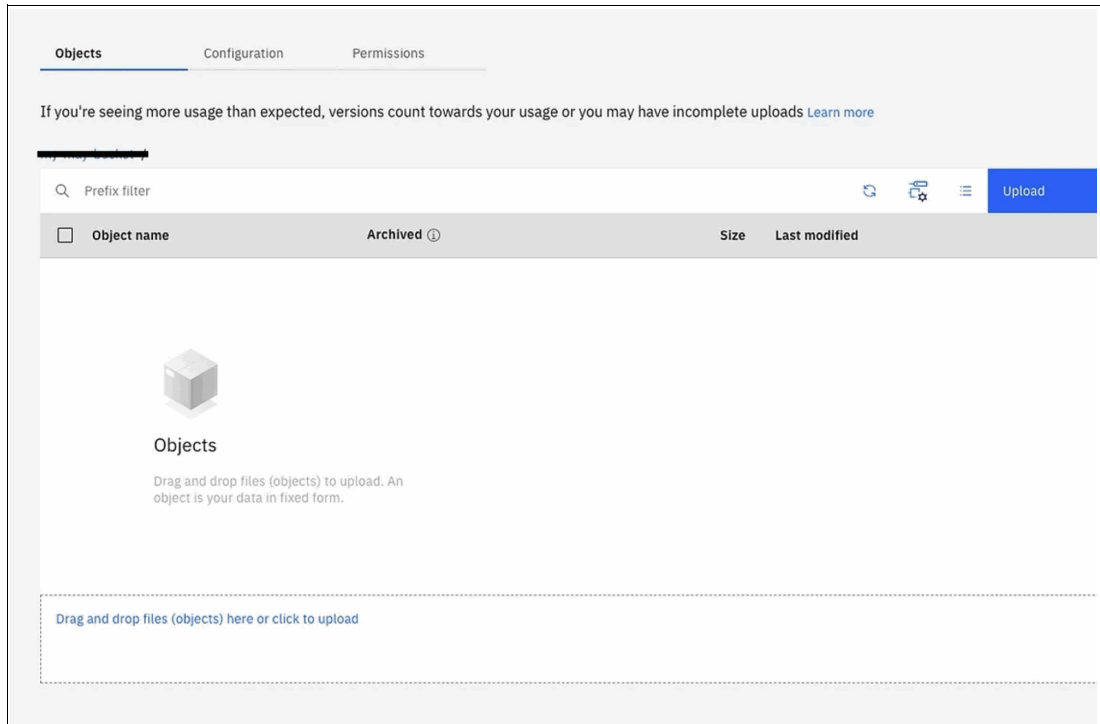 Objects Configuration Permissions
If you're seeing more usage than expected, versions count towards your usage or you may have incomplete uploads Learn more
Prefix filter Upload
Object name Archived Size Last modified
Objects
Drag and drop files (objects) to upload. An
object is your data in fixed form.
Drag and drop files (objects) here or click to upload